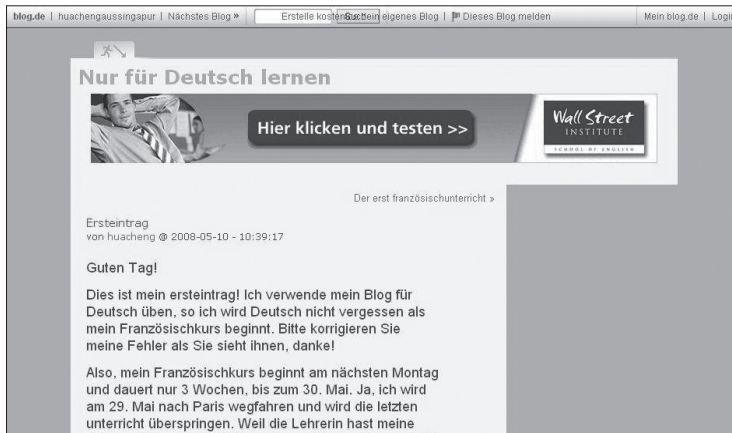 blog.de | huachengaussingapur | Nächstes Blog » Erstelle kostenlos dein eigenes Blog | Dieses Blog melden Mein blog.de | Login
Nur für Deutsch lernen
Hier klicken und testen >>
Wall Street
INSTITUTE
SCHOOL OF ENGLISH
Der erst französischunterricht »
Ersteintrag
von huacheng @ 2008-05-10 - 10:39:17
Guten Tag!
Dies ist mein ersteintrag! Ich verwende mein Blog für
Deutsch üben, so ich wird Deutsch nicht vergessen als
mein Französischkurs beginnt. Bitte korrigieren Sie
meine Fehler als Sie sieht ihnen, danke!
Also, mein Französischkurs beginnt am nächsten Montag
und dauert nur 3 Wochen, bis zum 30. Mai. Ja, ich wird
am 29. Mai nach Paris wegfahren und wird die letzten
unterricht überspringen. Weil die Lehrerin hast meine